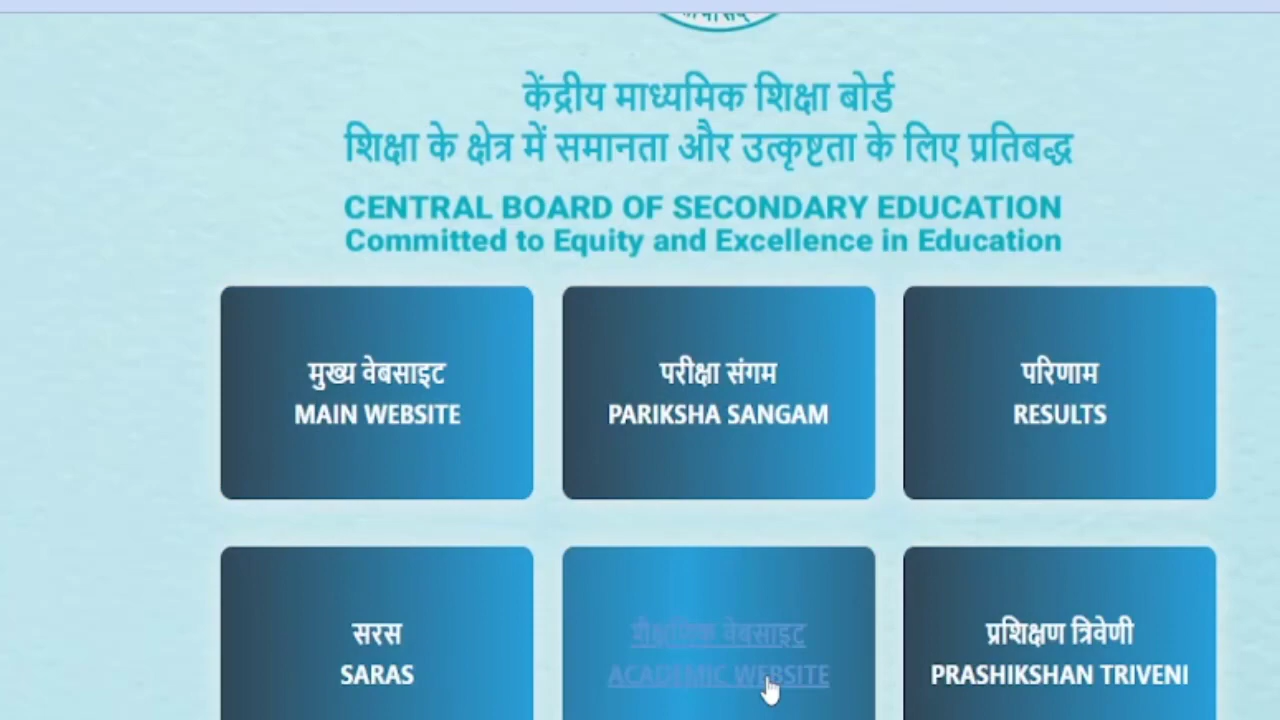 केंद्रीय माध्यमिक शिक्षा बोर्ड
शिक्षा के क्षेत्र में समानता और उत्कृष्टता के लिए प्रतिबद्ध
CENTRAL BOARD OF SECONDARY EDUCATION
Committed to Equity and Excellence in Education
मुख्य वेबसाइट
MAIN WEBSITE
परीक्षा संगम
PARIKSHA SANGAM
परिणाम
RESULTS
सरस
SARAS
शैक्षणिक वेबसाइट
ACADEMIC WEBSITE
प्रशिक्षण त्रिवेणी
PRASHIKSHAN TRIVENI